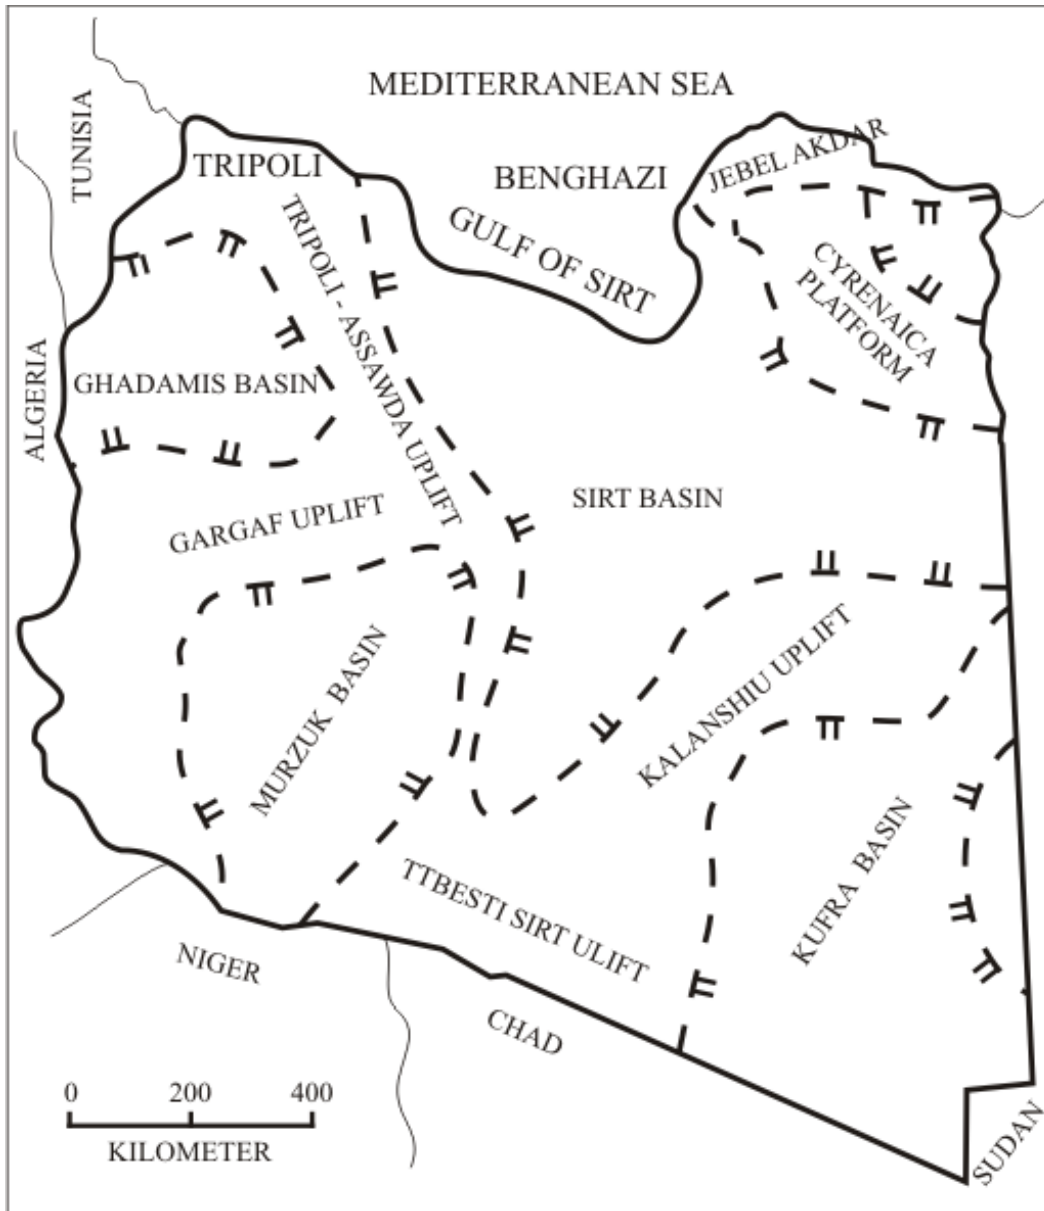 MEDITERRANEAN SEA
TUNISIA
TRIPOLI
BENGHAZI
JEBEL AKDAR
GULF OF SIRT
TRIPOLI - ASSAWDA UPLIFT
CYRENAICA
PLATFORM
ALGERIA
GHADAMIS BASIN
SIRT BASIN
GARGAF UPLIFT
MURZUK BASIN
KALANSHIU UPLIFT
KUFRA BASIN
TTBESTI SIRT ULIFT
NIGER
CHAD
SUDAN
0 200 400
KILOMETER